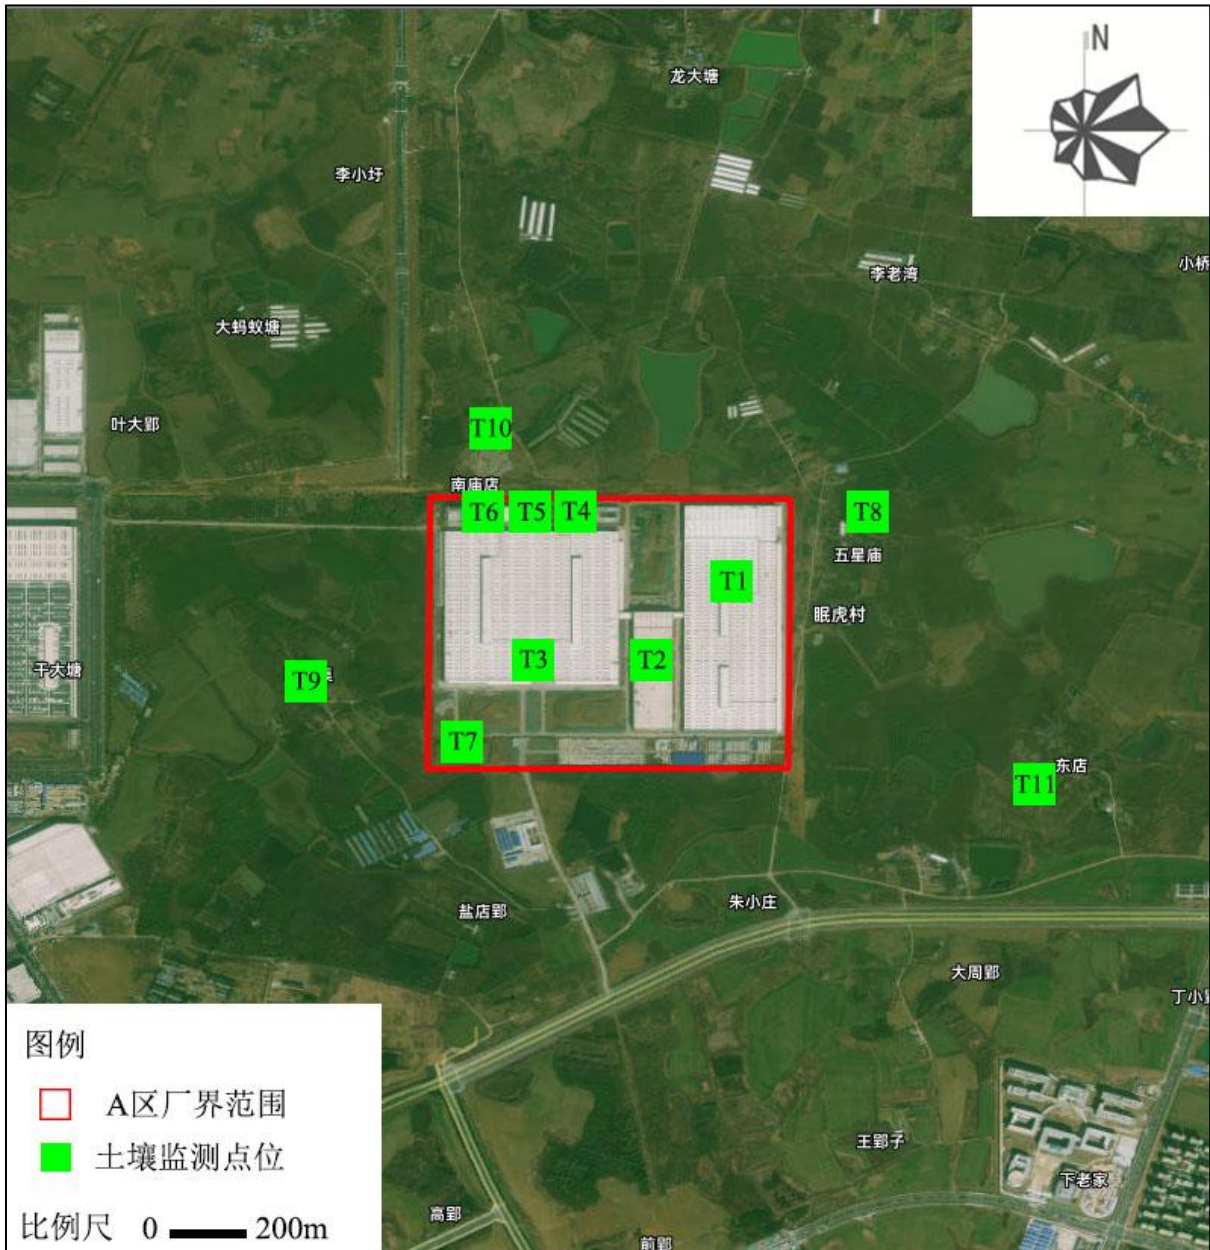 N
龙大塘
李小圩
李老湾
小桥
大蚂蚁塘
叶大郢
T10
南庙店
T6
T5
T4
T8
五星庙
T1
眠虎村
T3
T2
干大塘
T9
T7
东店
T11
朱小庄
盐店郢
大周郢
丁小郢
图例
A区厂界范围
土壤监测点位
王郢子
下老家
高郢
比例尺 0 200m
前郢